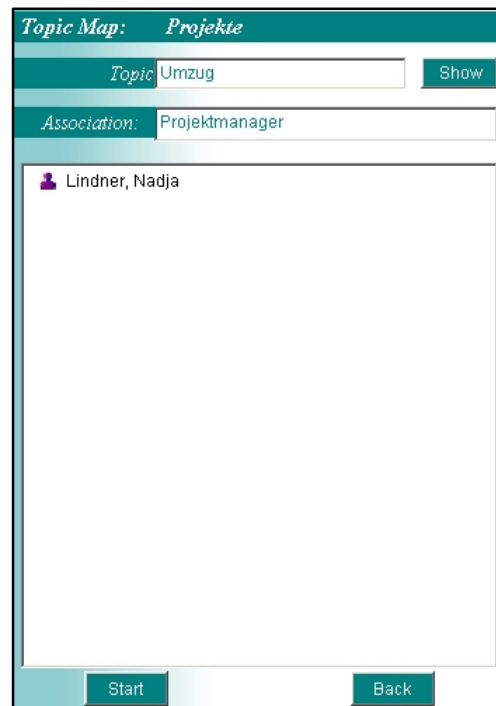 Topic Map: Projekte
Topic Umzug Show
Association: Projektmanager
Lindner, Nadja
Start Back